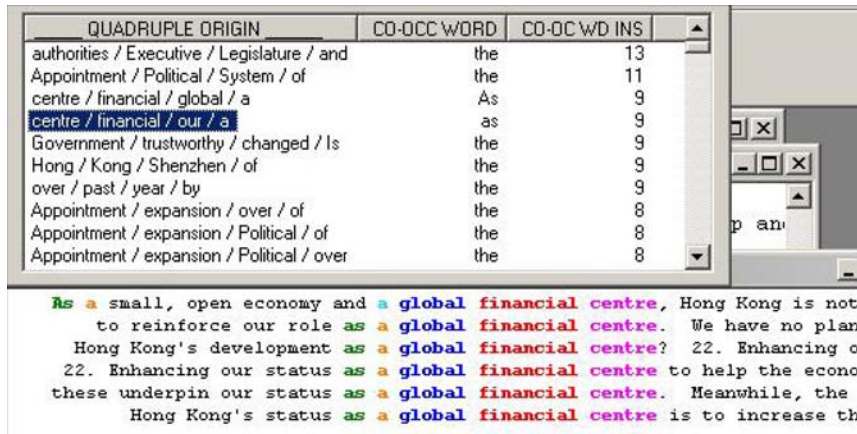 QUADRUPLE ORIGIN CO-OCC WORD CO-OC WD INS
authorities / Executive / Legislature / and the 13
Appointment / Political / System / of the 11
centre / financial / global / a As 9
centre / financial / our / a as 9
Government / trustworthy / changed / Is the 9
Hong / Kong / Shenzhen / of the 9
over / past / year / by the 9
Appointment / expansion / over / of the 8
Appointment / expansion / Political / of the 8
Appointment / expansion / Political / over the 8
As a small, open economy and a global financial centre, Hong Kong is not
to reinforce our role as a global financial centre. We have no plan
Hong Kong's development as a global financial centre? 22. Enhancing
22. Enhancing our status as a global financial centre to help the econo
these underpin our status as a global financial centre. Meanwhile, the
Hong Kong's status as a global financial centre is to increase th